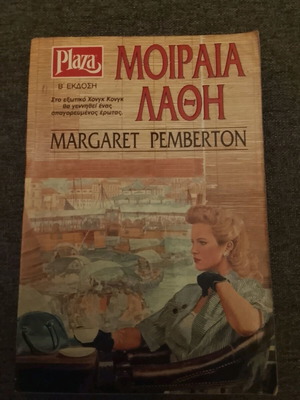 Plaza
Β΄ ΕΚΔΟΣΗ
Στο εξωτικό Χονγκ Κονγκ
θα γεννηθεί ένας
απαγορευμένος έρωτας.
ΜΟΙΡΑΙΑ
ΛΑΘΗ
MARGARET PEMBERTON